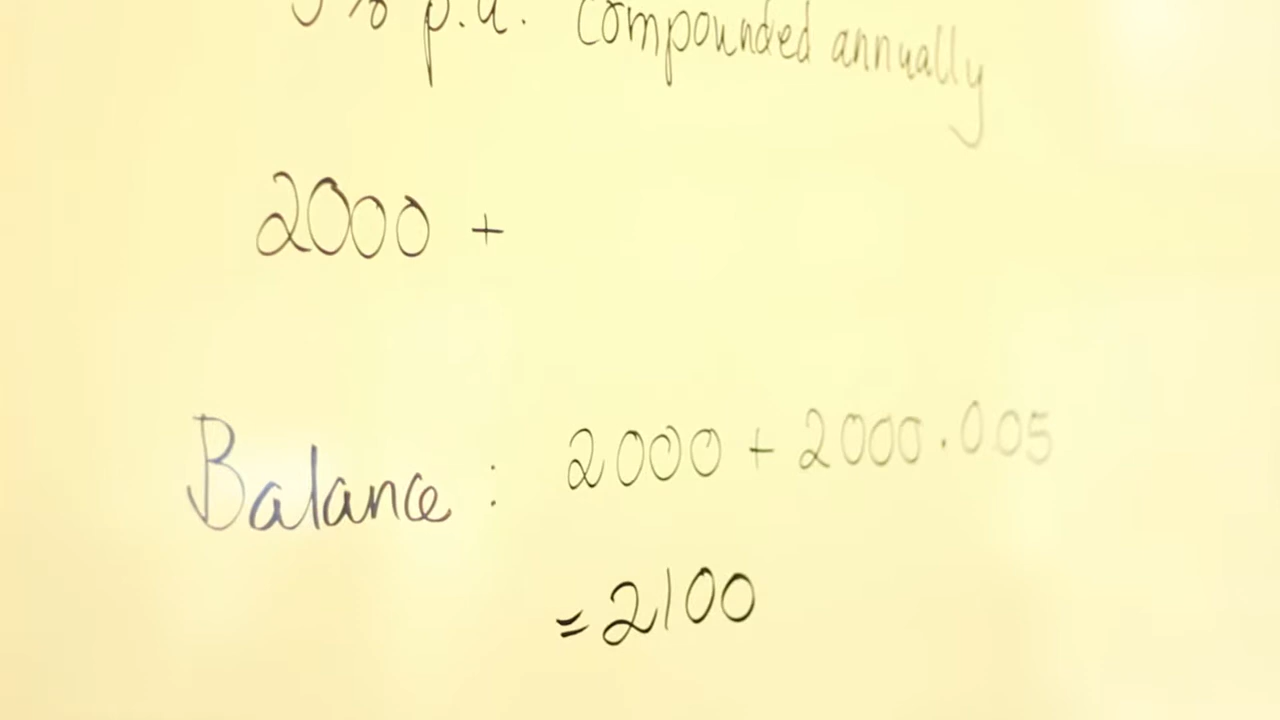 % p.a. compounded annually
2000 +
Balance : 2000 + 2000 . 0.05
= 2100